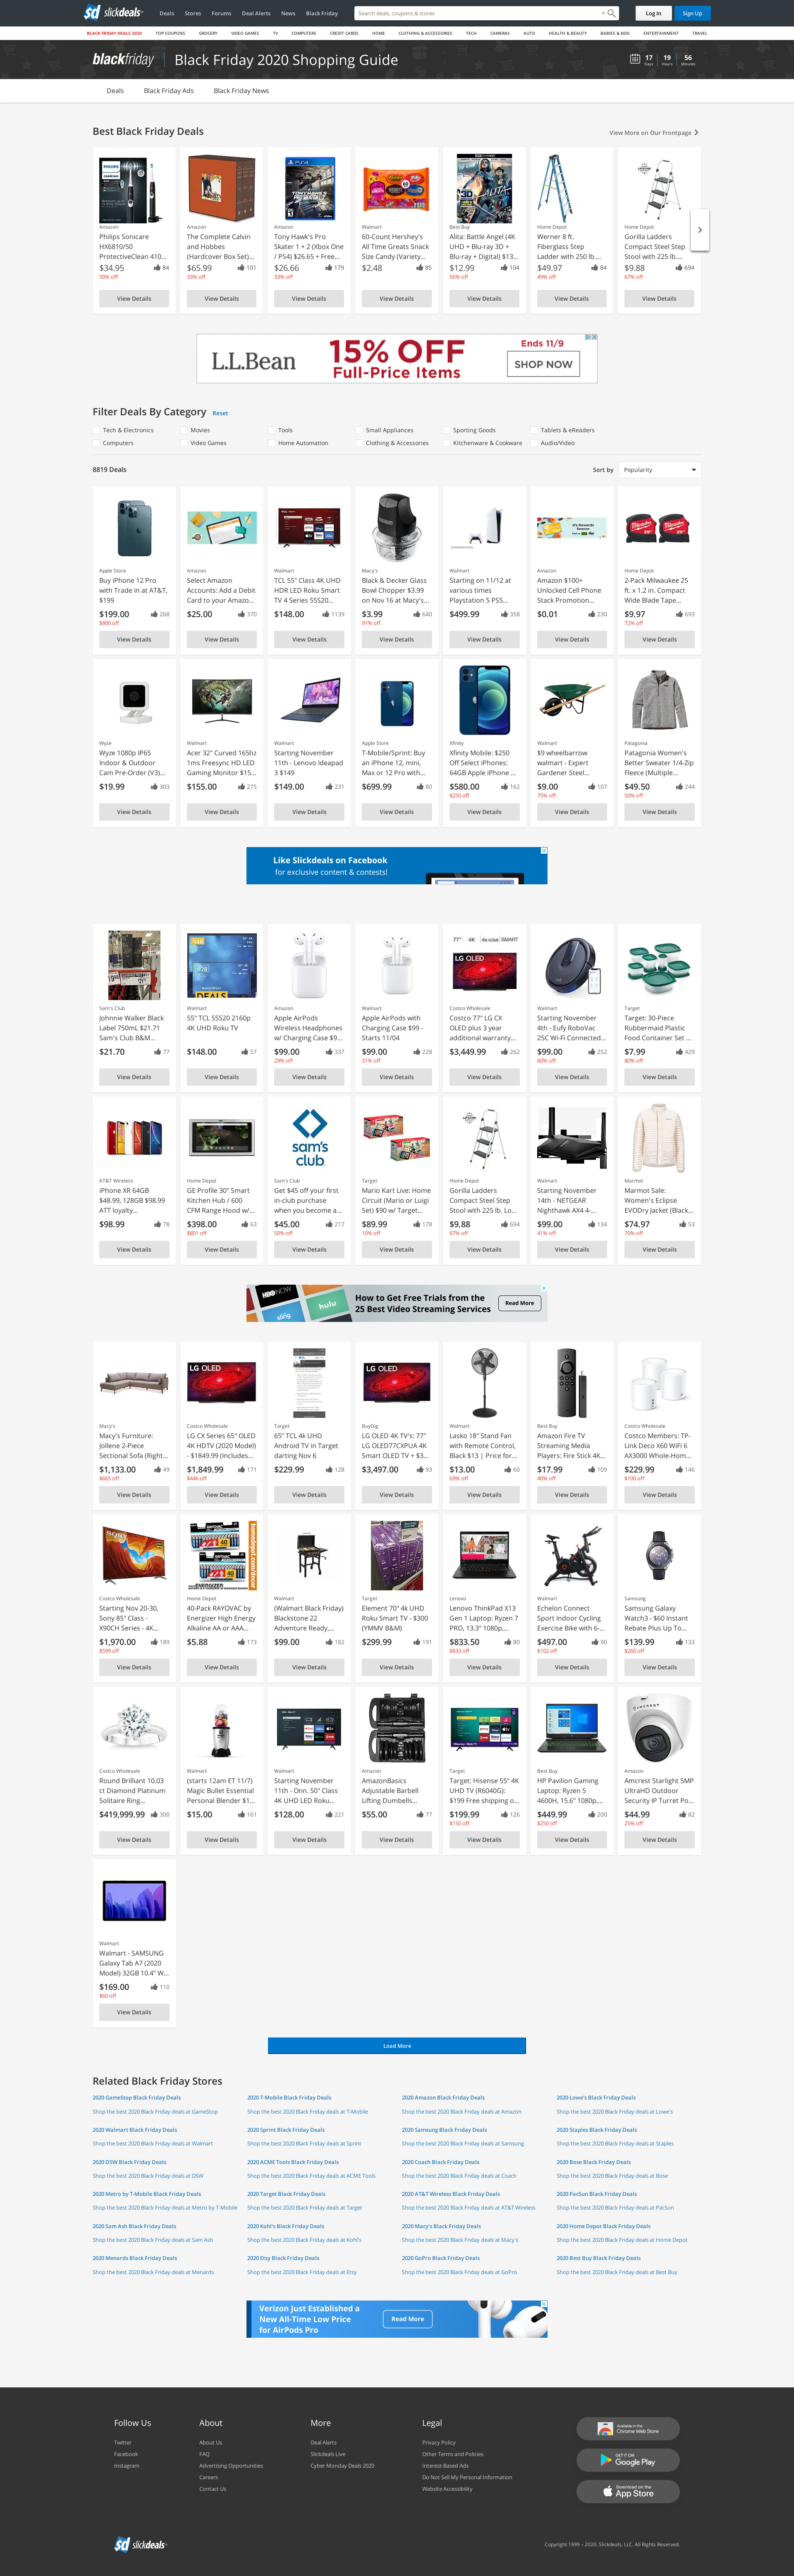 slickdeals
Deals Stores Forums Deal Alerts News Black Friday
Search deals, coupons & stores
Log In Sign Up
BLACK FRIDAY DEALS 2020 TOP COUPONS GROCERY VIDEO GAMES TV COMPUTERS CREDIT CARDS HOME CLOTHING & ACCESSORIES TECH CAMERAS AUTO HEALTH & BEAUTY BABIES & KIDS ENTERTAINMENT TRAVEL
blackfriday Black Friday 2020 Shopping Guide
17 19 56
Days Hours Minutes
Deals Black Friday Ads Black Friday News
Best Black Friday Deals
View More on Our Frontpage
Amazon
Philips Sonicare
HX6810/50
ProtectiveClean 410...
$34.95 84
50% off
View Details
Amazon
The Complete Calvin
and Hobbes
(Hardcover Box Set)...
$65.99 101
33% off
View Details
Amazon
Tony Hawk's Pro
Skater 1 + 2 (Xbox One
/ PS4) $26.65 + Free...
$26.66 179
33% off
View Details
Walmart
60-Count Hershey's
All Time Greats Snack
Size Candy (Variety...
$2.48 85
View Details
Best Buy
Alita: Battle Angel (4K
UHD + Blu-ray 3D +
Blu-ray + Digital) $13...
$12.99 104
56% off
View Details
Home Depot
Werner 8 ft.
Fiberglass Step
Ladder with 250 lb....
$49.97 84
49% off
View Details
Home Depot
Gorilla Ladders
Compact Steel Step
Stool with 225 lb....
$9.88 694
67% off
View Details
L.L.Bean
15% OFF
Full-Price Items
Ends 11/9
SHOP NOW
Filter Deals By Category Reset
Tech & Electronics Movies Tools Small Appliances Sporting Goods Tablets & eReaders
Computers Video Games Home Automation Clothing & Accessories Kitchenware & Cookware Audio/Video
8819 Deals
Sort by Popularity
Apple Store
Buy iPhone 12 Pro
with Trade in at AT&T,
$199
$199.00 268
$800 off
View Details
Amazon
Select Amazon
Accounts: Add a Debit
Card to your Amazo...
$25.00 370
View Details
Walmart
TCL 55" Class 4K UHD
HDR LED Roku Smart
TV 4 Series 55S20...
$148.00 1139
View Details
Macy's
Black & Decker Glass
Bowl Chopper $3.99
on Nov 16 at Macy's...
$3.99 640
91% off
View Details
Walmart
Starting on 11/12 at
various times
Playstation 5 PS5...
$499.99 358
View Details
Amazon
Amazon $100+
Unlocked Cell Phone
Stack Promotion...
$0.01 230
View Details
Home Depot
2-Pack Milwaukee 25
ft. x 1.2 in. Compact
Wide Blade Tape...
$9.97 693
72% off
View Details
Wyze
Wyze 1080p IP65
Indoor & Outdoor
Cam Pre-Order (V3)...
$19.99 303
View Details
Walmart
Acer 32" Curved 165hz
1ms Freesync HD LED
Gaming Monitor $15...
$155.00 275
View Details
Walmart
Starting November
11th - Lenovo Ideapad
3 $149
$149.00 231
View Details
Apple Store
T-Mobile/Sprint: Buy
an iPhone 12, mini,
Max or 12 Pro with...
$699.99 80
View Details
Xfinity
Xfinity Mobile: $250
Off Select iPhones:
64GB Apple iPhone ...
$580.00 162
$250 off
View Details
Walmart
$9 wheelbarrow
walmart - Expert
Gardener Steel...
$9.00 107
75% off
View Details
Patagonia
Patagonia Women's
Better Sweater 1/4-Zip
Fleece (Multiple...
$49.50 244
50% off
View Details
Like Slickdeals on Facebook
for exclusive content & contests!
Sam's Club
Johnnie Walker Black
Label 750mL $21.71
Sam's Club B&M...
$21.70 77
View Details
Walmart
55" TCL 55S20 2160p
4K UHD Roku TV
$148.00 57
View Details
Amazon
Apple AirPods
Wireless Headphones
w/ Charging Case $9...
$99.00 337
29% off
View Details
Walmart
Apple AirPods with
Charging Case $99 -
Starts 11/04
$99.00 228
31% off
View Details
77" 4K 4xHDMI SMART
LG OLED
Costco Wholesale
Costco 77" LG CX
OLED plus 3 year
additional warranty...
$3,449.99 262
View Details
Walmart
Starting November
4th - Eufy RoboVac
25C Wi-Fi Connected...
$99.00 252
60% off
View Details
Target
Target: 30-Piece
Rubbermaid Plastic
Food Container Set ...
$7.99 429
80% off
View Details
AT&T Wireless
iPhone XR 64GB
$48.99, 128GB $98.99
ATT loyalty...
$98.99 78
View Details
Home Depot
GE Profile 30" Smart
Kitchen Hub / 600
CFM Range Hood w/...
$398.00 63
$801 off
View Details
sam's club
Sam's Club
Get $45 off your first
in-club purchase
when you become a...
$45.00 217
50% off
View Details
Target
Mario Kart Live: Home
Circuit (Mario or Luigi
Set) $90 w/ Target...
$89.99 178
10% off
View Details
Home Depot
Gorilla Ladders
Compact Steel Step
Stool with 225 lb. Lo...
$9.88 694
67% off
View Details
Walmart
Starting November
14th - NETGEAR
Nighthawk AX4 4-...
$99.00 134
41% off
View Details
Marmot
Marmot Sale:
Women's Eclipse
EVODry Jacket (Black...
$74.97 53
70% off
View Details
HBO NOW
sling
hulu
How to Get Free Trials from the
25 Best Video Streaming Services
Read More
Macy's
Macy's Furniture:
Jollene 2-Piece
Sectional Sofa (Right...
$1,133.00 49
$665 off
View Details
LG OLED
Costco Wholesale
LG CX Series 65" OLED
4K HDTV (2020 Model)
- $1849.99 (Includes...
$1,849.99 171
$446 off
View Details
Target
65" TCL 4k UHD
Android TV in Target
darting Nov 6
$229.99 128
View Details
LG OLED
BuyDig
LG OLED 4K TV's: 77"
LG OLED77CXPUA 4K
Smart OLED TV + $3...
$3,497.00 93
View Details
Walmart
Lasko 18" Stand Fan
with Remote Control,
Black $13 | Price for...
$13.00 60
69% off
View Details
Best Buy
Amazon Fire TV
Streaming Media
Players: Fire Stick 4K...
$17.99 109
40% off
View Details
Costco Wholesale
Costco Members: TP-
Link Deco X60 WiFi 6
AX3000 Whole-Hom...
$229.99 146
$100 off
View Details
SONY
Costco Wholesale
Starting Nov 20-30,
Sony 85" Class -
X90CH Series - 4K...
$1,970.00 189
$599 off
View Details
Home Depot
40-Pack RAYOVAC by
Energizer High Energy
Alkaline AA or AAA...
$5.88 173
View Details
Walmart
(Walmart Black Friday)
Blackstone 22
Adventure Ready,...
$99.00 182
View Details
Target
Element 70" 4k UHD
Roku Smart TV - $300
(YMMV B&M)
$299.99 191
View Details
Lenovo
Lenovo ThinkPad X13
Gen 1 Laptop: Ryzen 7
PRO, 13.3" 1080p,...
$833.50 80
$833 off
View Details
Walmart
Echelon Connect
Sport Indoor Cycling
Exercise Bike with 6-...
$497.00 90
$102 off
View Details
Samsung
Samsung Galaxy
Watch3 - $60 Instant
Rebate Plus Up To...
$139.99 133
$260 off
View Details
Costco Wholesale
Round Brilliant 10.03
ct Diamond Platinum
Solitaire Ring...
$419,999.99 300
View Details
Walmart
(starts 12am ET 11/7)
Magic Bullet Essential
Personal Blender $1...
$15.00 161
View Details
Walmart
Starting November
11th - Onn. 50" Class
4K UHD LED Roku...
$128.00 221
View Details
Amazon
AmazonBasics
Adjustable Barbell
Lifting Dumbells...
$55.00 77
View Details
Target
Target: Hisense 55" 4K
UHD TV (R6040G):
$199 Free shipping o...
$199.99 126
$150 off
View Details
Best Buy
HP Pavilion Gaming
Laptop: Ryzen 5
4600H, 15.6" 1080p,...
$449.99 200
$250 off
View Details
Amazon
Amcrest Starlight 5MP
UltraHD Outdoor
Security IP Turret Po...
$44.99 82
25% off
View Details
Walmart
Walmart - SAMSUNG
Galaxy Tab A7 (2020
Model) 32GB 10.4" W...
$169.00 110
$60 off
View Details
Load More
Related Black Friday Stores
2020 GameStop Black Friday Deals 2020 T-Mobile Black Friday Deals 2020 Amazon Black Friday Deals 2020 Lowe's Black Friday Deals
Shop the best 2020 Black Friday deals at GameStop Shop the best 2020 Black Friday deals at T-Mobile Shop the best 2020 Black Friday deals at Amazon Shop the best 2020 Black Friday deals at Lowe's
2020 Walmart Black Friday Deals 2020 Sprint Black Friday Deals 2020 Samsung Black Friday Deals 2020 Staples Black Friday Deals
Shop the best 2020 Black Friday deals at Walmart Shop the best 2020 Black Friday deals at Sprint Shop the best 2020 Black Friday deals at Samsung Shop the best 2020 Black Friday deals at Staples
2020 DSW Black Friday Deals 2020 ACME Tools Black Friday Deals 2020 Coach Black Friday Deals 2020 Bose Black Friday Deals
Shop the best 2020 Black Friday deals at DSW Shop the best 2020 Black Friday deals at ACME Tools Shop the best 2020 Black Friday deals at Coach Shop the best 2020 Black Friday deals at Bose
2020 Metro by T-Mobile Black Friday Deals 2020 Target Black Friday Deals 2020 AT&T Wireless Black Friday Deals 2020 PacSun Black Friday Deals
Shop the best 2020 Black Friday deals at Metro by T-Mobile Shop the best 2020 Black Friday deals at Target Shop the best 2020 Black Friday deals at AT&T Wireless Shop the best 2020 Black Friday deals at PacSun
2020 Sam Ash Black Friday Deals 2020 Kohl's Black Friday Deals 2020 Macy's Black Friday Deals 2020 Home Depot Black Friday Deals
Shop the best 2020 Black Friday deals at Sam Ash Shop the best 2020 Black Friday deals at Kohl's Shop the best 2020 Black Friday deals at Macy's Shop the best 2020 Black Friday deals at Home Depot
2020 Menards Black Friday Deals 2020 Etsy Black Friday Deals 2020 GoPro Black Friday Deals 2020 Best Buy Black Friday Deals
Shop the best 2020 Black Friday deals at Menards Shop the best 2020 Black Friday deals at Etsy Shop the best 2020 Black Friday deals at GoPro Shop the best 2020 Black Friday deals at Best Buy
Verizon Just Established a
New All-Time Low Price
for AirPods Pro
Read More
Follow Us About More Legal
Twitter About Us Deal Alerts Privacy Policy
Facebook FAQ Slickdeals Live Other Terms and Policies
Instagram Advertising Opportunities Cyber Monday Deals 2020 Interest-Based Ads
Careers Do Not Sell My Personal Information
Contact Us Website Accessibility
Available in the
Chrome Web Store
GET IT ON
Google Play
Download on the
App Store
slickdeals
Copyright 1999 – 2020, Slickdeals, LLC. All Rights Reserved.